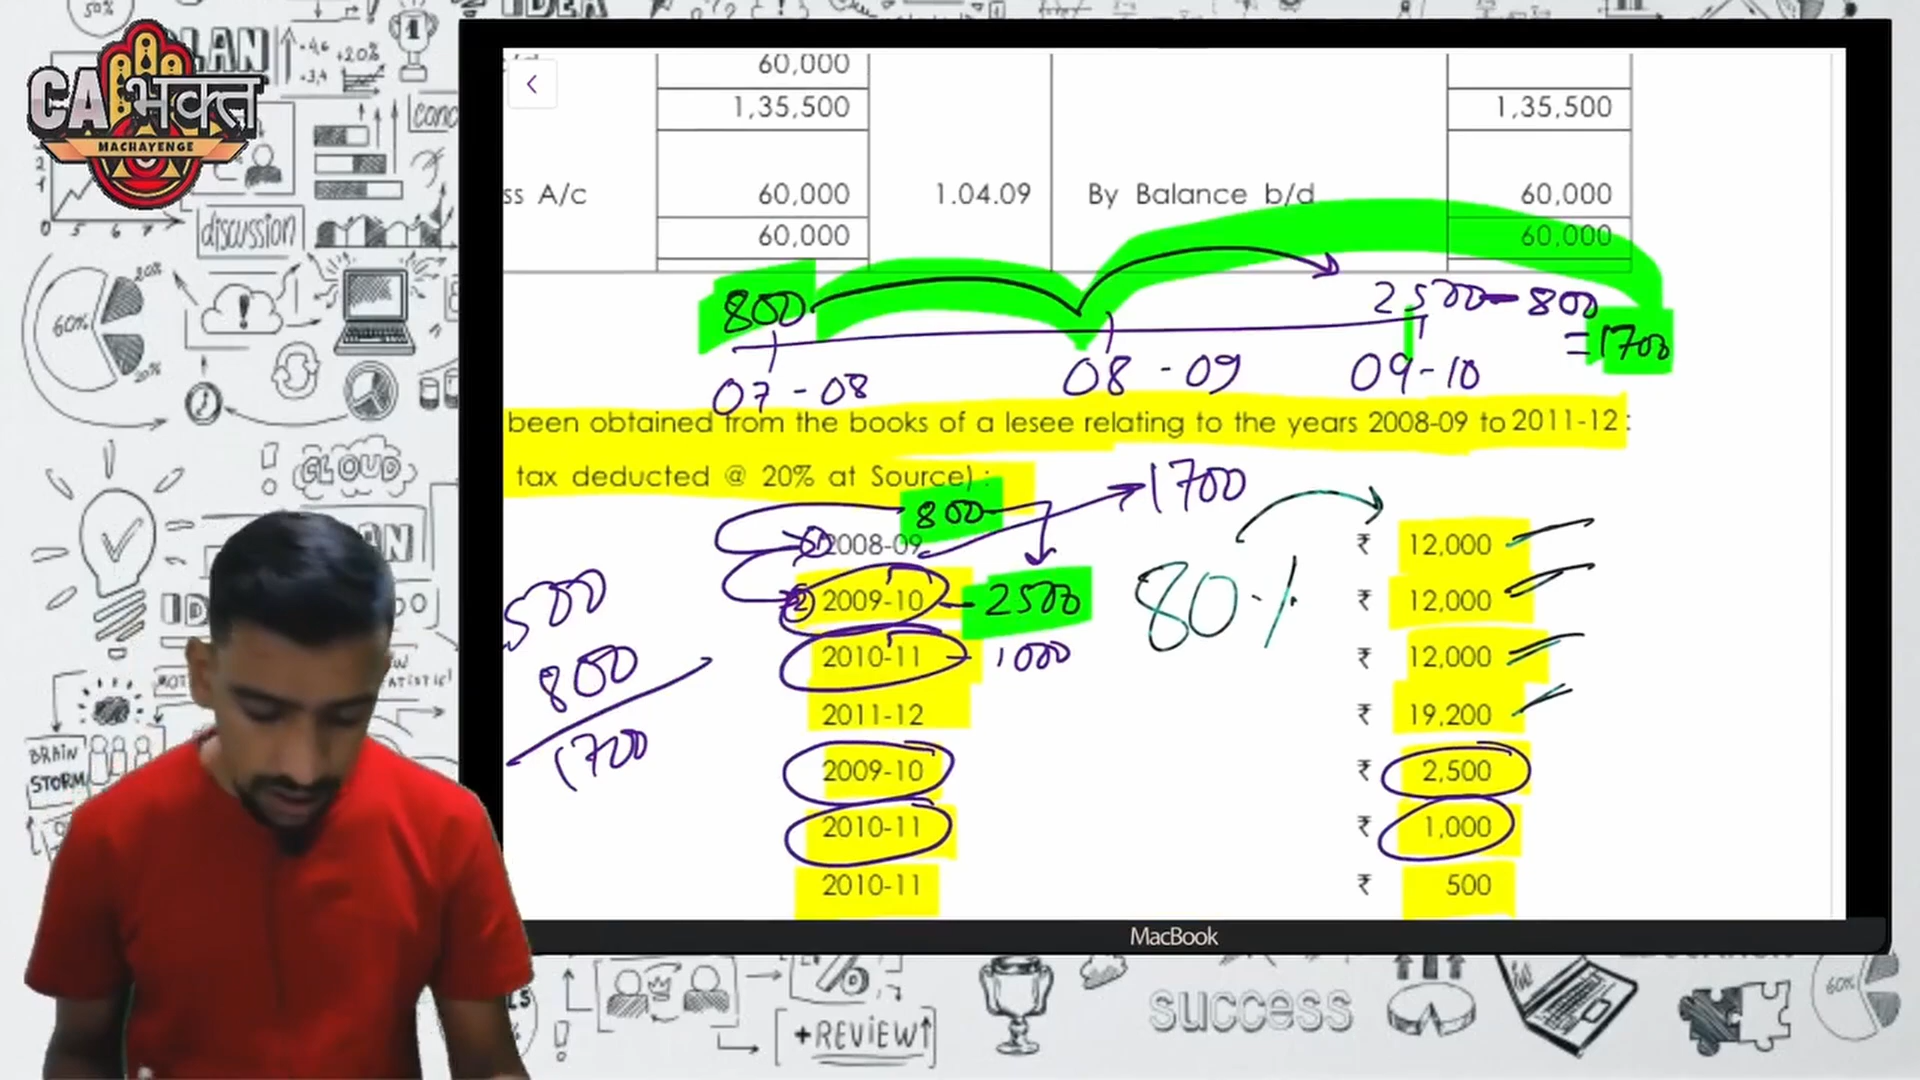 CA भक्त
MACHAYENGE
60,000
1,35,500
1,35,500
ss A/c
60,000
1.04.09
By Balance b/d
60,000
60,000
60,000
800
2500-800
=1700
07-08
08-09
09-10
been obtained from the books of a lesee relating to the years 2008-09 to 2011-12 :
tax deducted @ 20% at Source) :
1700
800
2008-09
₹ 12,000
2009-10 - 2500
80%
₹ 12,000
2010-11 - 1000
₹ 12,000
2011-12
₹ 19,200
500
800
1700
2009-10
₹ 2,500
2010-11
₹ 1,000
2010-11
₹ 500
MacBook
discussion
CLOUD
60%
20%
20%
BRAIN
STORM
success
+REVIEW
60%